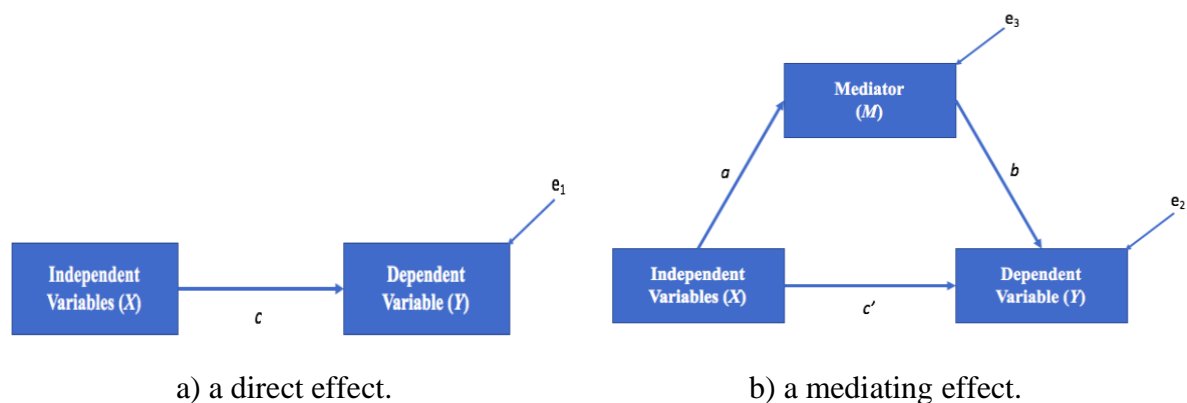 e₁
Independent
Variables (X)
c
Dependent
Variable (Y)
a) a direct effect.
e₃
Mediator
(M)
a
b
e₂
Independent
Variables (X)
c’
Dependent
Variable (Y)
b) a mediating effect.